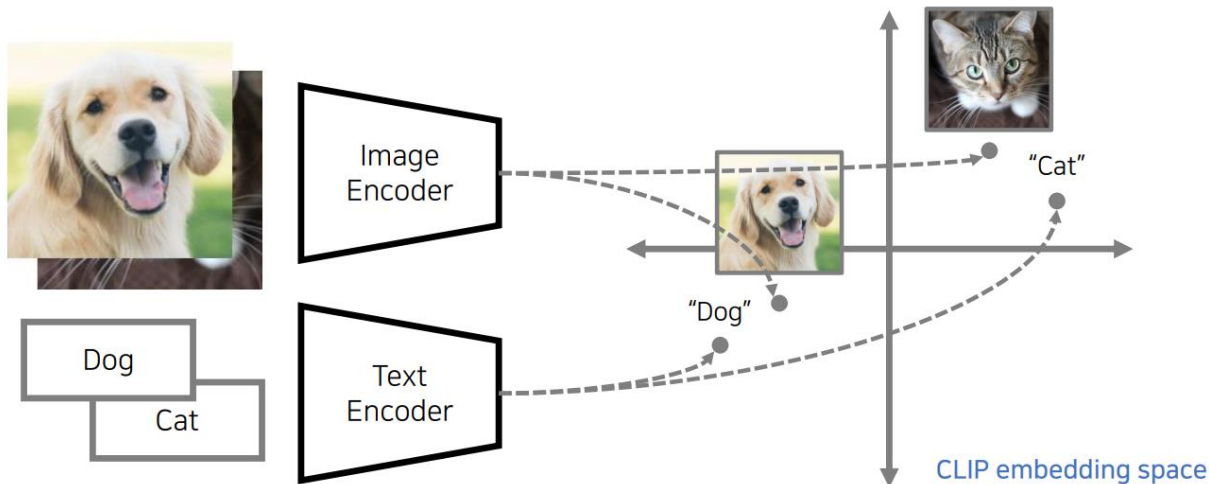 Image
Encoder
"Cat"
"Dog"
Dog
Cat
Text
Encoder
CLIP embedding space